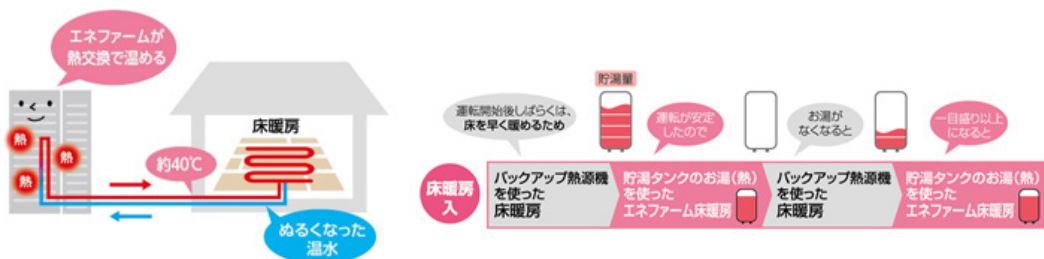 エネファームが
熱交換で温める
熱
熱
熱
床暖房
約40℃
ぬるくなった
温水
貯湯量
運転開始後しばらくは、
床を早く暖めるため
運転が安定
したので
お湯が
なくなると
一目盛り以上
になると
床暖房
入
バックアップ熱源機
を使った
床暖房
貯湯タンクのお湯(熱)
を使った
エネファーム床暖房
バックアップ熱源機
を使った
床暖房
貯湯タンクのお湯(熱)
を使った
エネファーム床暖房